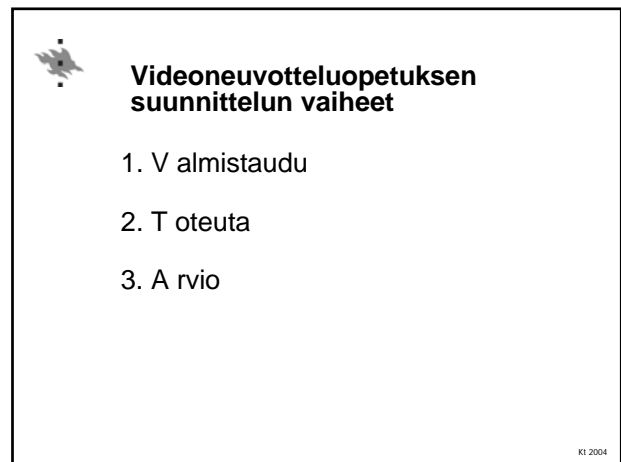 Videoneuvotteluopetuksen
suunnittelun vaiheet
1. V almistaudu
2. T oteuta
3. A rvio
Kt 2004